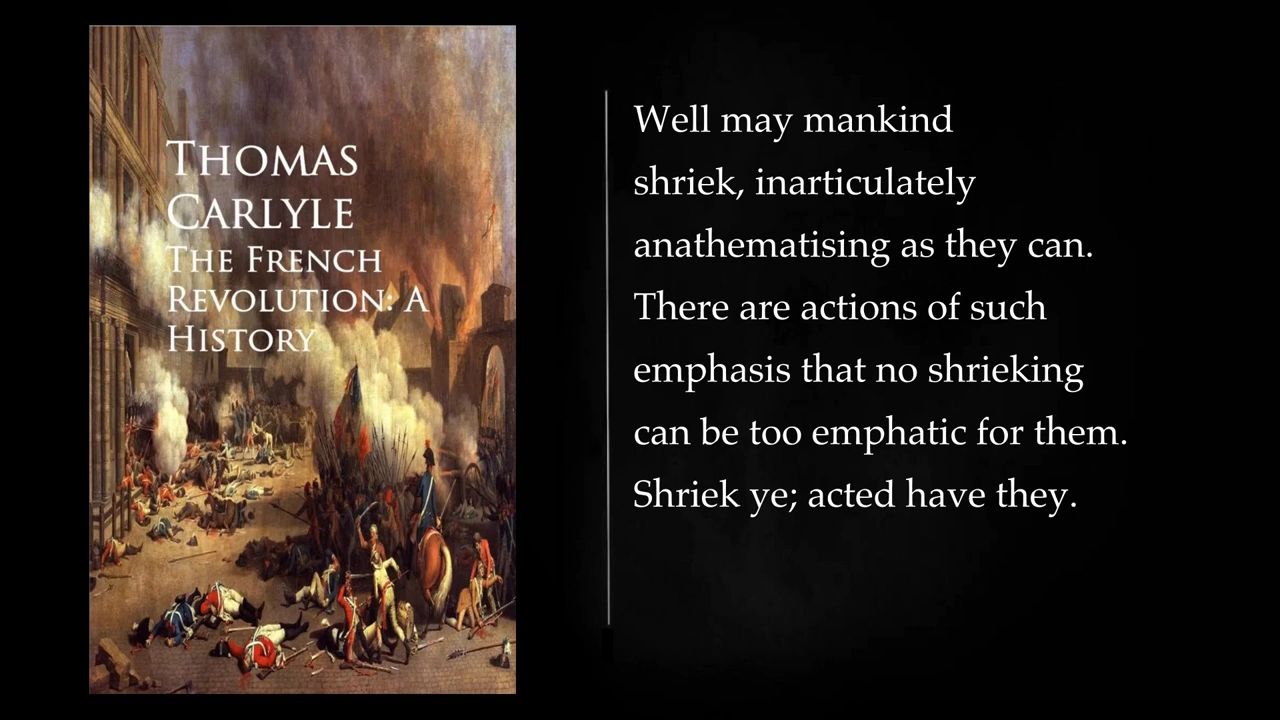 THOMAS
CARLYLE
THE FRENCH
REVOLUTION: A
HISTORY
Well may mankind
shriek, inarticulately
anathematising as they can.
There are actions of such
emphasis that no shrieking
can be too emphatic for them.
Shriek ye; acted have they.